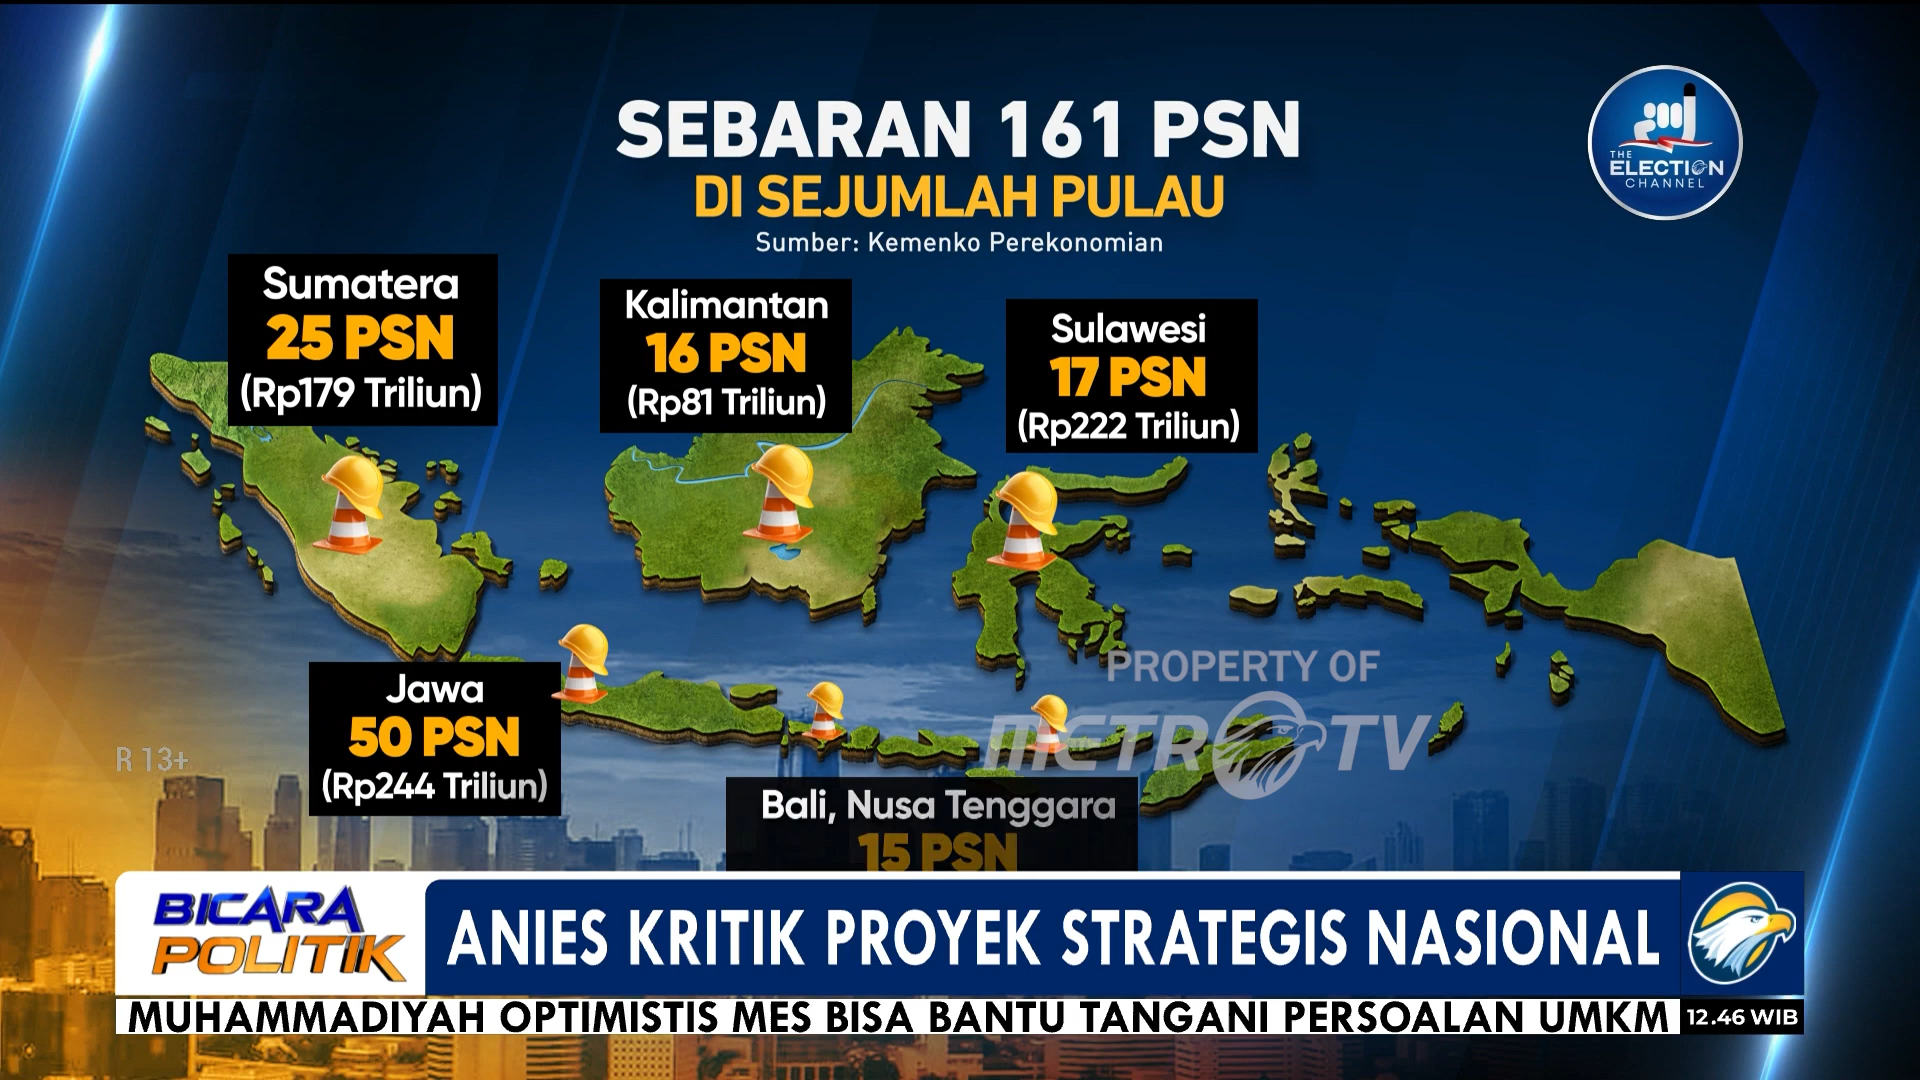 SEBARAN 161 PSN
DI SEJUMLAH PULAU
Sumber: Kemenko Perekonomian
THE
ELECTION
CHANNEL
Sumatera
25 PSN
(Rp179 Triliun)
Kalimantan
16 PSN
(Rp81 Triliun)
Sulawesi
17 PSN
(Rp222 Triliun)
Jawa
50 PSN
(Rp244 Triliun)
R 13+
PROPERTY OF
METRO TV
Bali, Nusa Tenggara
15 PSN
BICARA
POLITIK
ANIES KRITIK PROYEK STRATEGIS NASIONAL
MUHAMMADIYAH OPTIMISTIS MES BISA BANTU TANGANI PERSOALAN UMKM
12.46 WIB